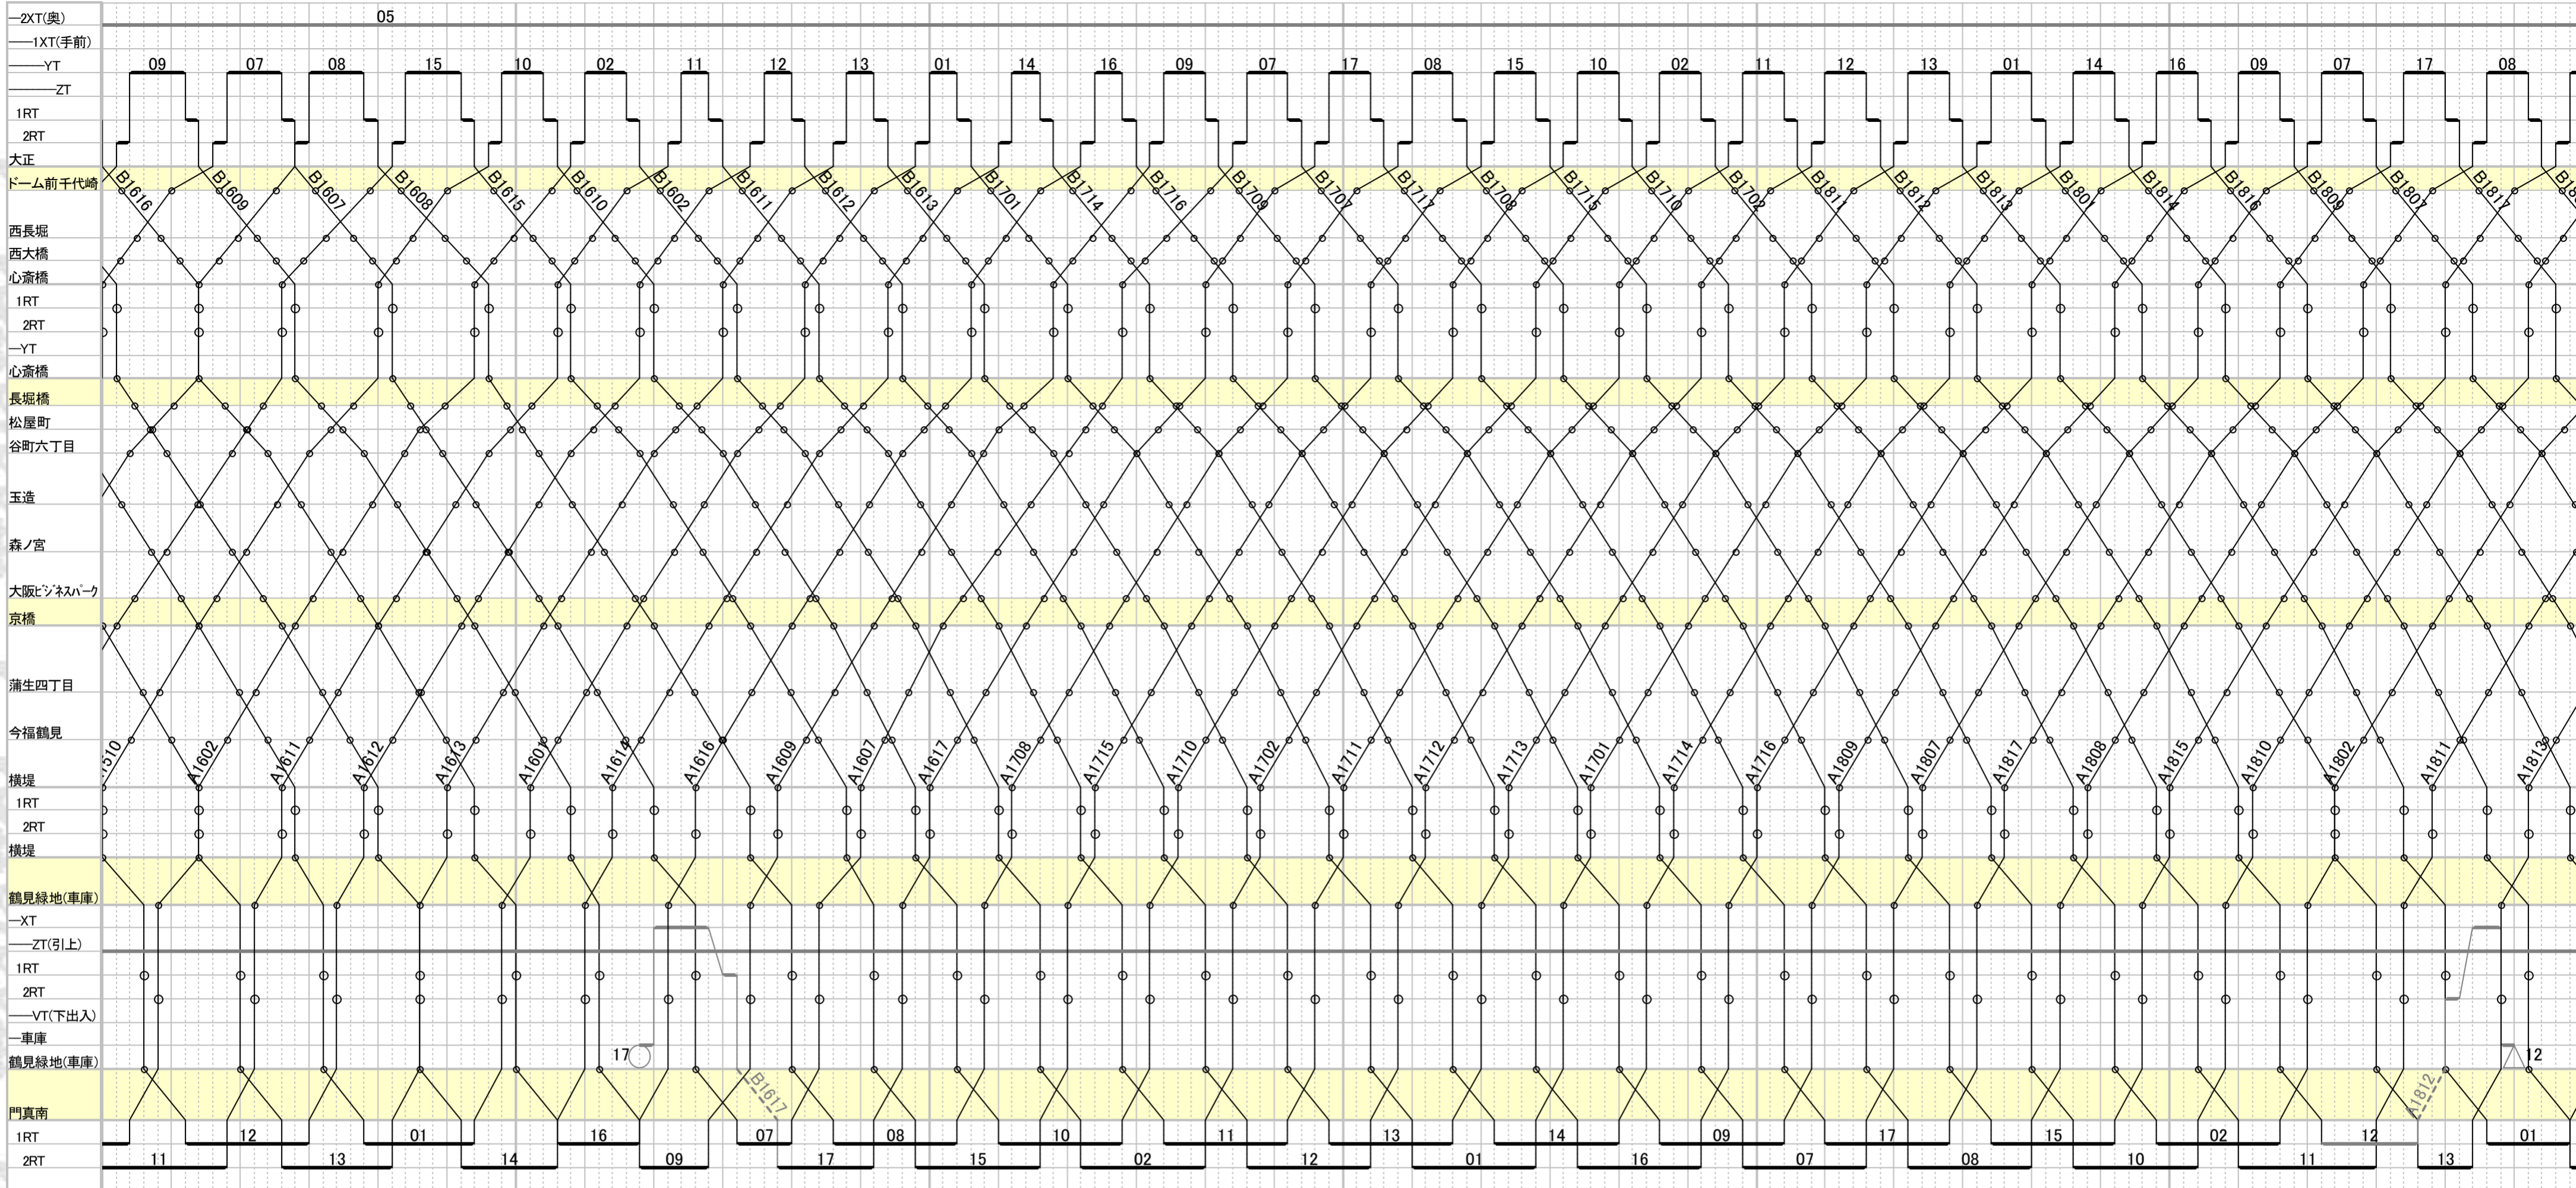 ―2XT(奥)
05
――1XT(手前)
―――YT
09 07 08 15 10 02 11 12 13 01 14 16 09 07 17 08 15 10 02 11 12 13 01 14 16 09 07 17 08
――――ZT
1RT
2RT
大正
ドーム前千代崎
B1616 B1609 B1607 B1608 B1615 B1610 B1602 B1611 B1612 B1613 B1701 B1714 B1716 B1709 B1707 B1717 B1708 B1715 B1710 B1702 B1811 B1812 B1813 B1801 B1814 B1816 B1809 B1807 B1817
西長堀
西大橋
心斎橋
1RT
2RT
―YT
心斎橋
長堀橋
松屋町
谷町六丁目
玉造
森ノ宮
大阪ビジネスパーク
京橋
蒲生四丁目
今福鶴見
1510 A1602 A1611 A1612 A1613 A1601 A1614 A1616 A1609 A1607 A1617 A1708 A1715 A1710 A1702 A1711 A1712 A1713 A1701 A1714 A1716 A1809 A1807 A1817 A1808 A1815 A1810 A1802 A1811 A1813
横堤
1RT
2RT
横堤
鶴見緑地(車庫)
―XT
――ZT(引上)
1RT
2RT
――VT(下出入)
―車庫
17 12
鶴見緑地(車庫)
B1617 A1812
門真南
1RT
12 01 16 07 08 10 11 13 14 09 17 15 02 12 01
2RT
11 13 14 09 17 15 02 12 01 16 07 08 10 11 13